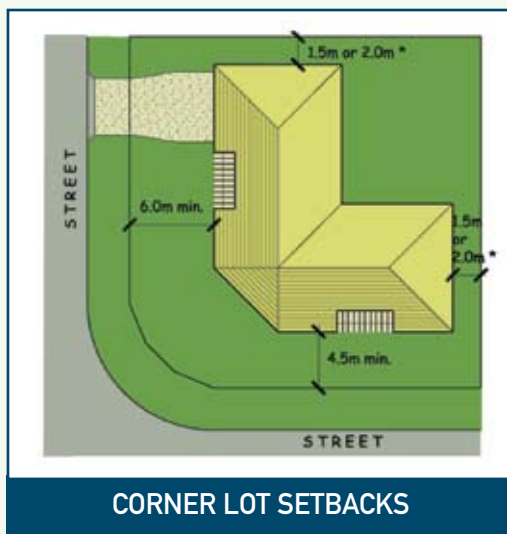 1.5m or 2.0m *
STREET
6.0m min.
1.5m
or
2.0m *
4.5m min.
STREET
CORNER LOT SETBACKS